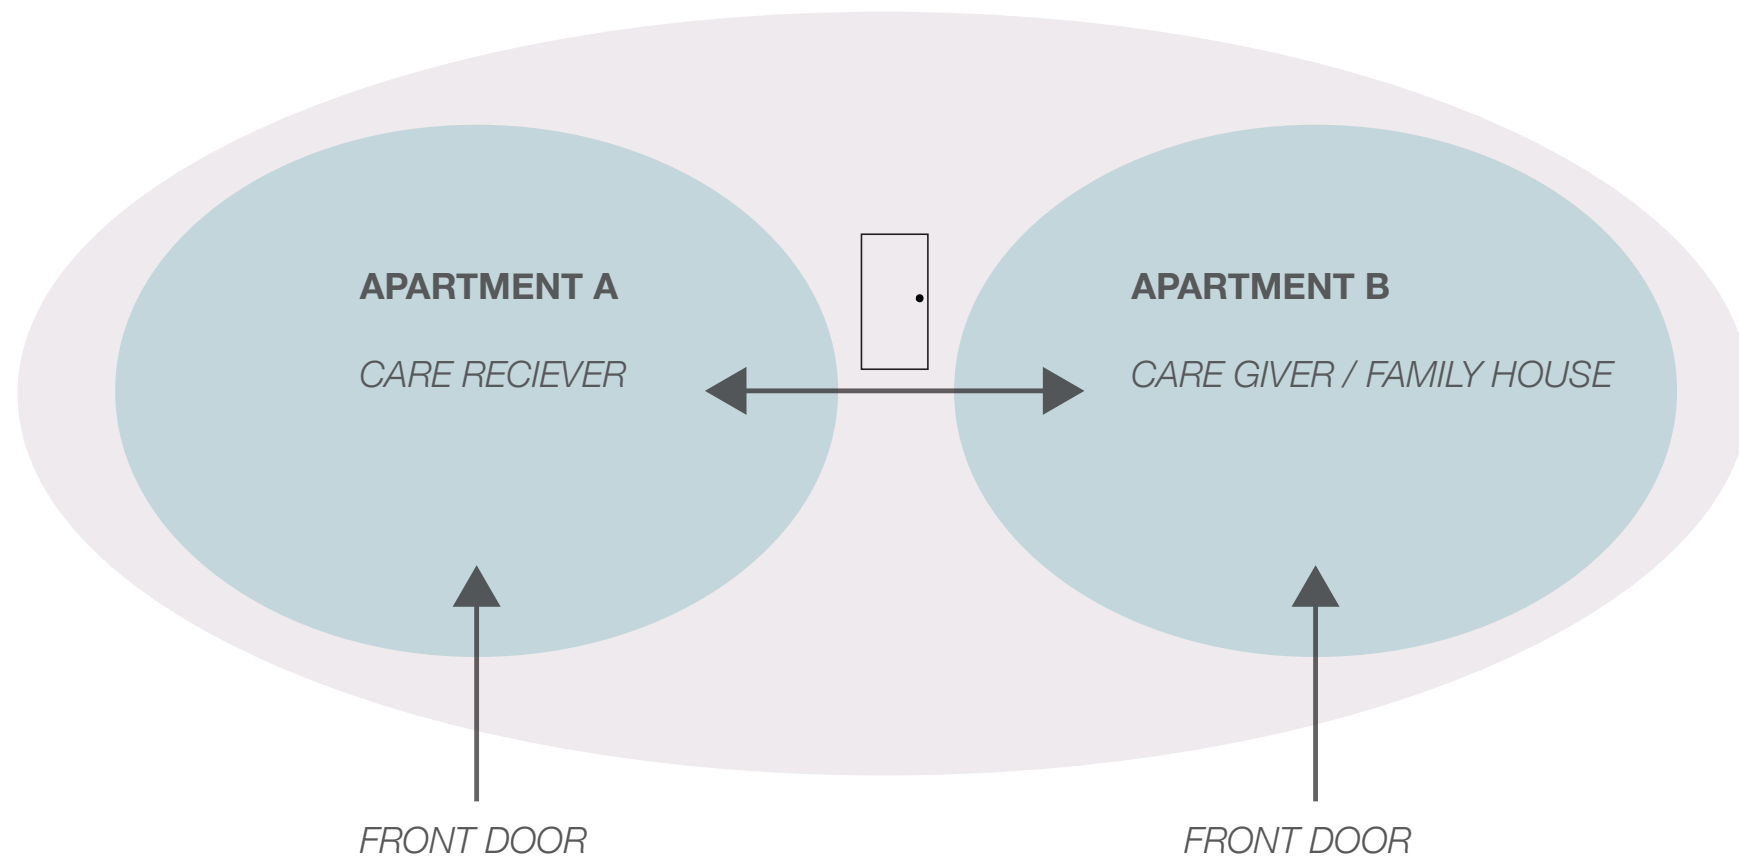 APARTMENT A
CARE RECIEVER
APARTMENT B
CARE GIVER / FAMILY HOUSE
FRONT DOOR
FRONT DOOR